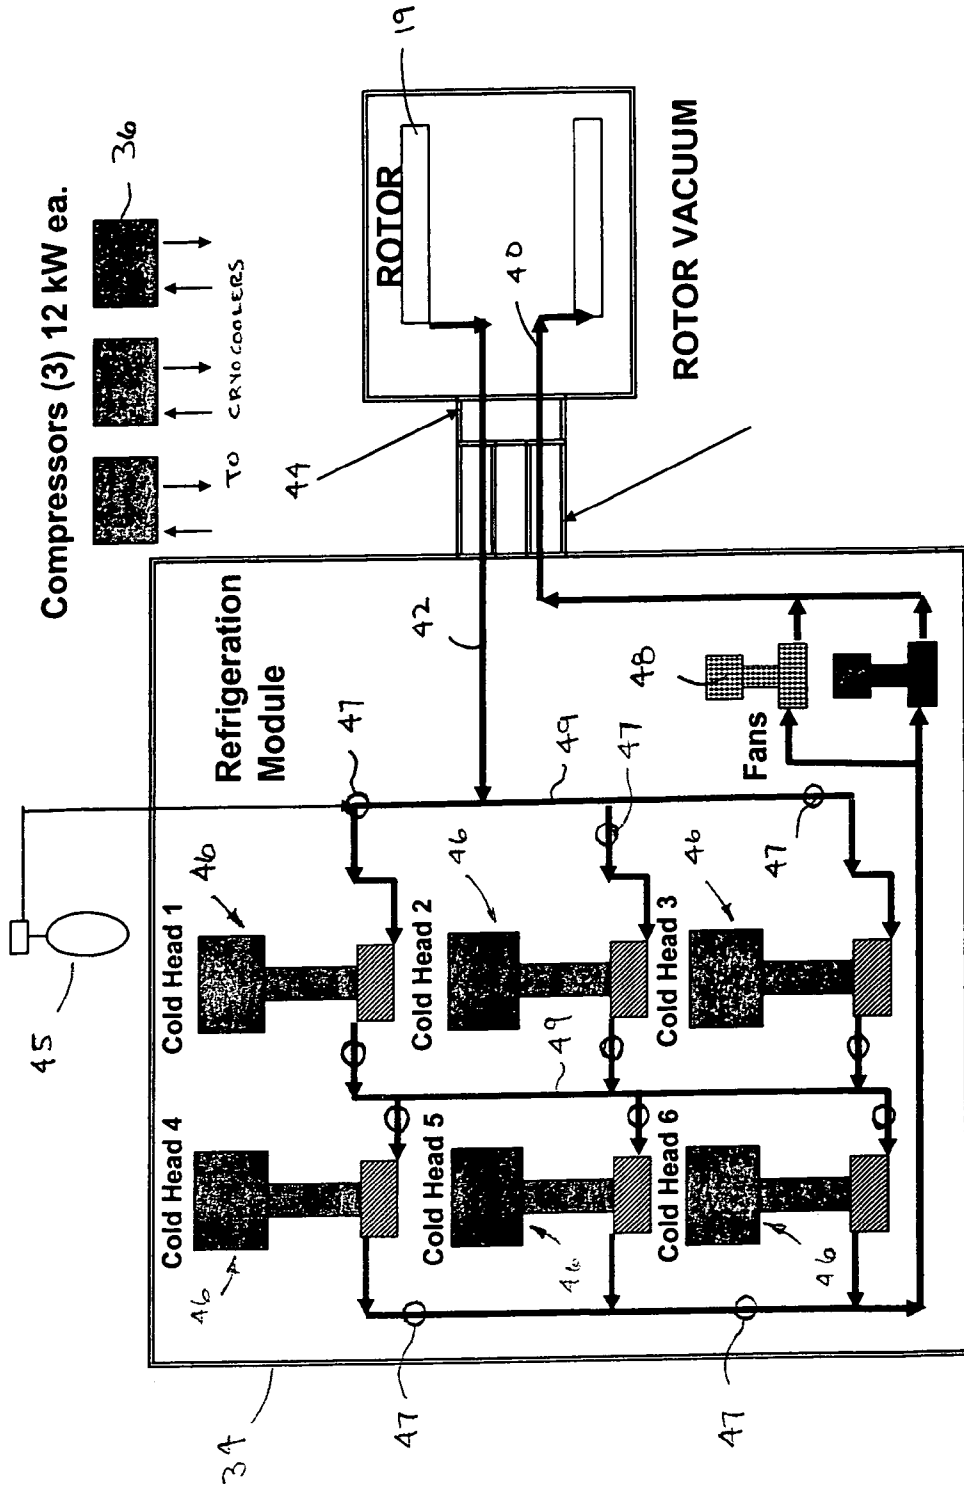 Compressors (3) 12 kW ea.
36
TO CRYOCOOLERS
19
ROTOR
40
44
ROTOR VACUUM
Refrigeration
Module
42
47
49
47
47
48
Fans
45
46
Cold Head 1
46
Cold Head 2
46
Cold Head 3
49
Cold Head 4
46
Cold Head 5
46
Cold Head 6
46
34
47
47